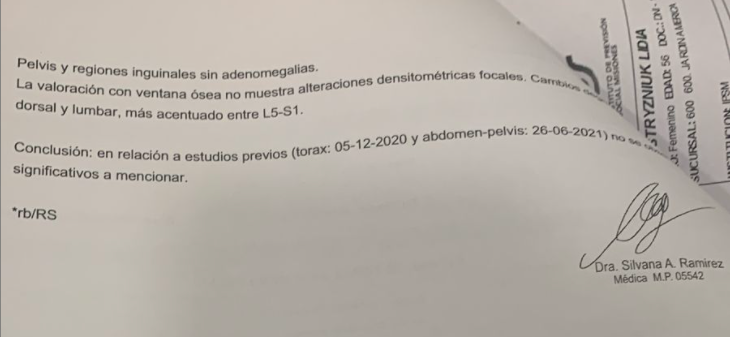 Pelvis y regiones inguinales sin adenomegalias.
La valoración con ventana ósea no muestra alteraciones densitométricas focales. Cambios
dorsal y lumbar, más acentuado entre L5-S1.
Conclusión: en relación a estudios previos (torax: 05-12-2020 y abdomen-pelvis: 26-06-2021) no se
significativos a mencionar.
*rb/RS
Dra. Silvana A. Ramirez
Médica M.P. 05542
DE PREVISIÓN
SOCIAL MISIONES
STRYZNIUK LIDIA
Femenino EDAD: 56 DOC.: DN -
SUCURSAL: 600 600. JARDIN AMERICA
IPSM